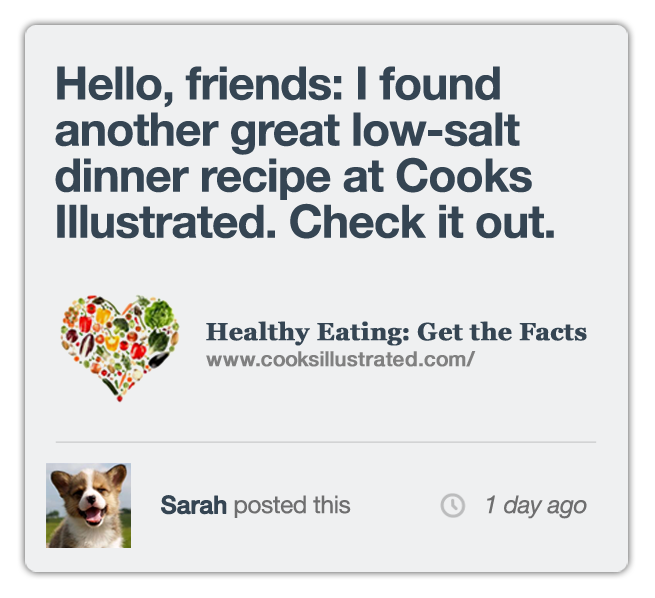 Hello, friends: I found
another great low-salt
dinner recipe at Cooks
Illustrated. Check it out.
Healthy Eating: Get the Facts
www.cooksillustrated.com/
Sarah posted this
1 day ago